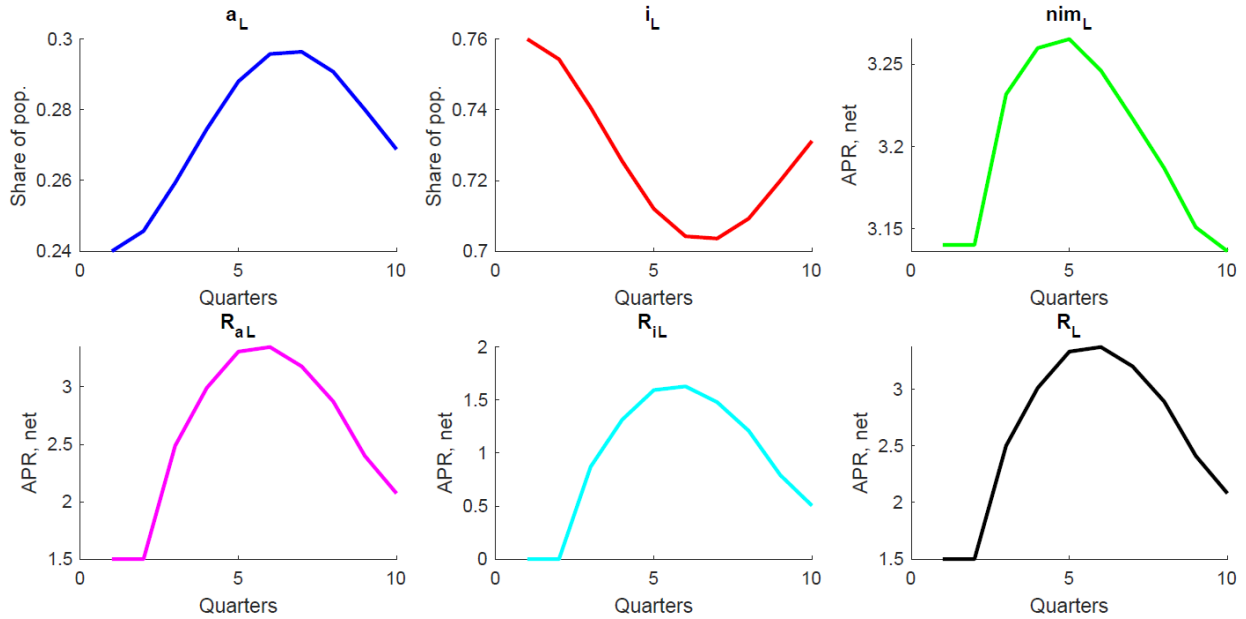 a_L
0.3
0.28
0.26
0.24
Share of pop.
0
5
10
Quarters
i_L
0.76
0.74
0.72
0.7
Share of pop.
0
5
10
Quarters
nim_L
3.25
3.2
3.15
APR, net
0
5
10
Quarters
R_aL
3
2.5
2
1.5
APR, net
0
5
10
Quarters
R_iL
2
1.5
1
0.5
0
APR, net
0
5
10
Quarters
R_L
3
2.5
2
1.5
APR, net
0
5
10
Quarters